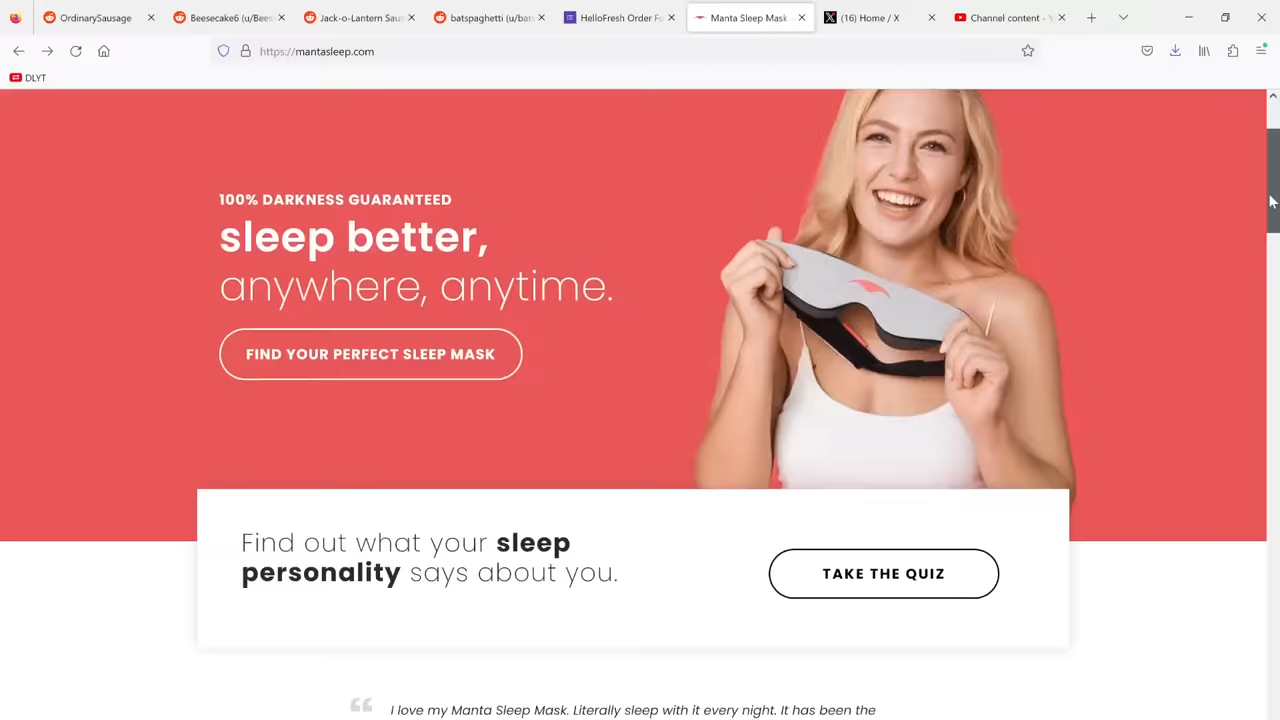 OrdinarySausage
Beesecake6 (u/Bees
Jack-o-Lantern Sau
batspaghetti (u/bats
HelloFresh Order Fo
Manta Sleep Mask
(16) Home / X
Channel content - Y
https://mantasleep.com
DLYT
100% DARKNESS GUARANTEED
sleep better,
anywhere, anytime.
FIND YOUR PERFECT SLEEP MASK
Find out what your sleep
personality says about you.
TAKE THE QUIZ
I love my Manta Sleep Mask. Literally sleep with it every night. It has been the